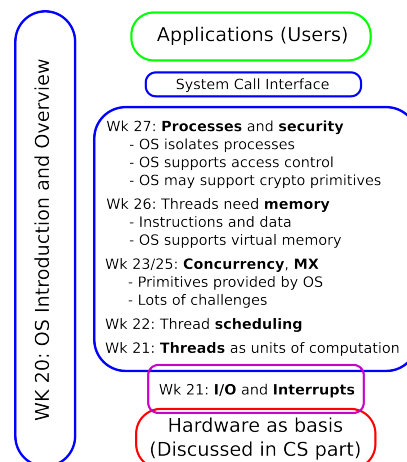 WK 20: OS Introduction and Overview
Applications (Users)
System Call Interface
Wk 27: Processes and security
- OS isolates processes
- OS supports access control
- OS may support crypto primitives
Wk 26: Threads need memory
- Instructions and data
- OS supports virtual memory
Wk 23/25: Concurrency, MX
- Primitives provided by OS
- Lots of challenges
Wk 22: Thread scheduling
Wk 21: Threads as units of computation
Wk 21: I/O and Interrupts
Hardware as basis
(Discussed in CS part)